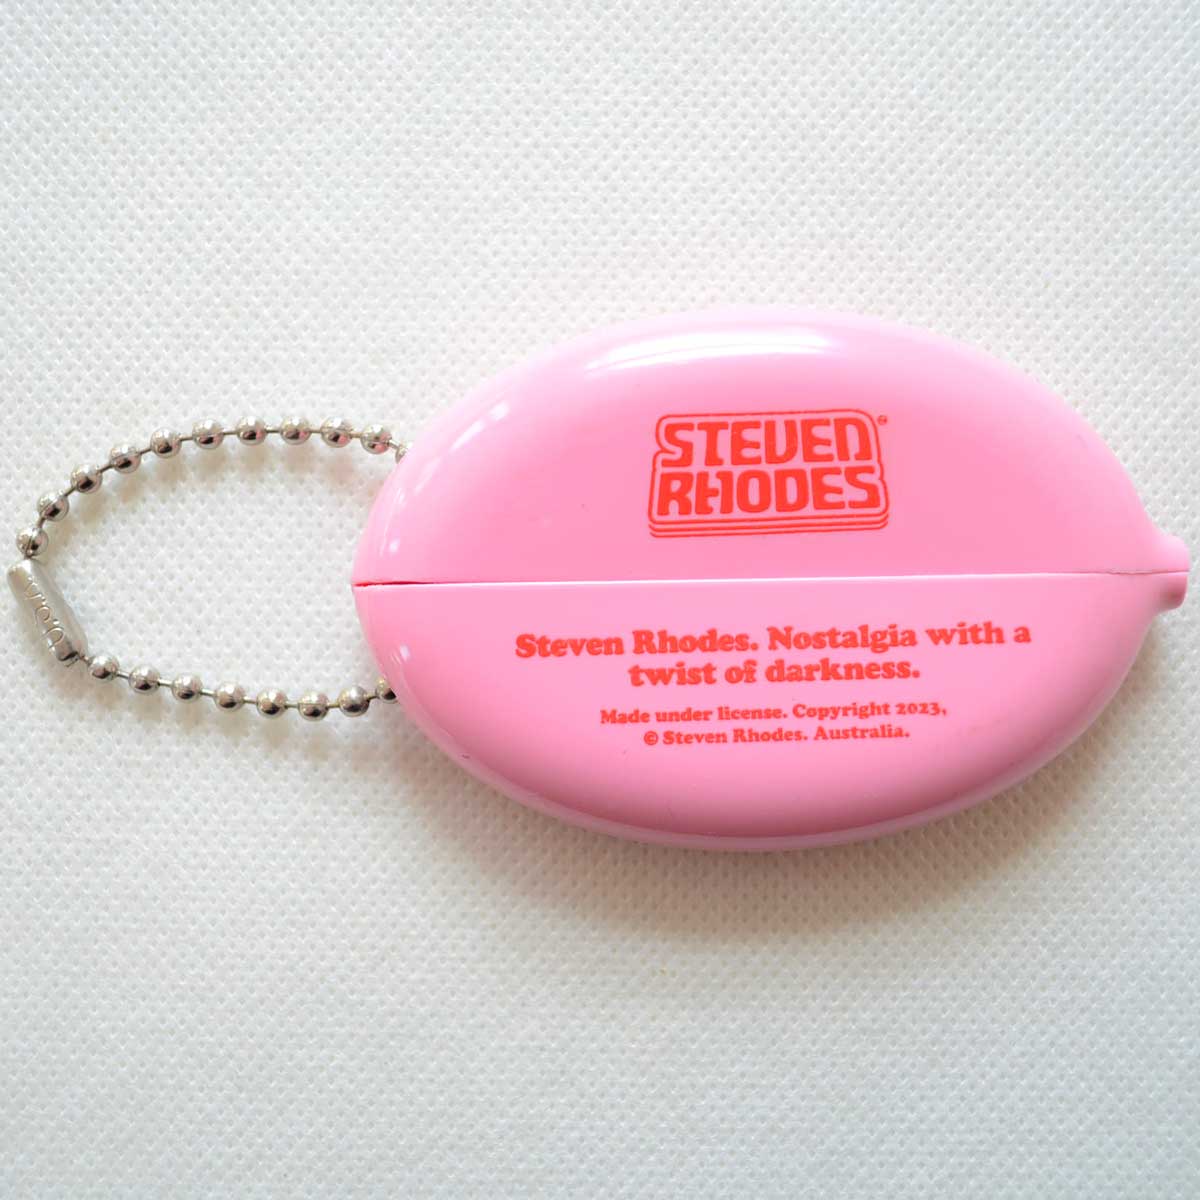 STEVEN
RHODES
Steven Rhodes. Nostalgia with a
twist of darkness.
Made under license. Copyright 2023,
© Steven Rhodes. Australia.